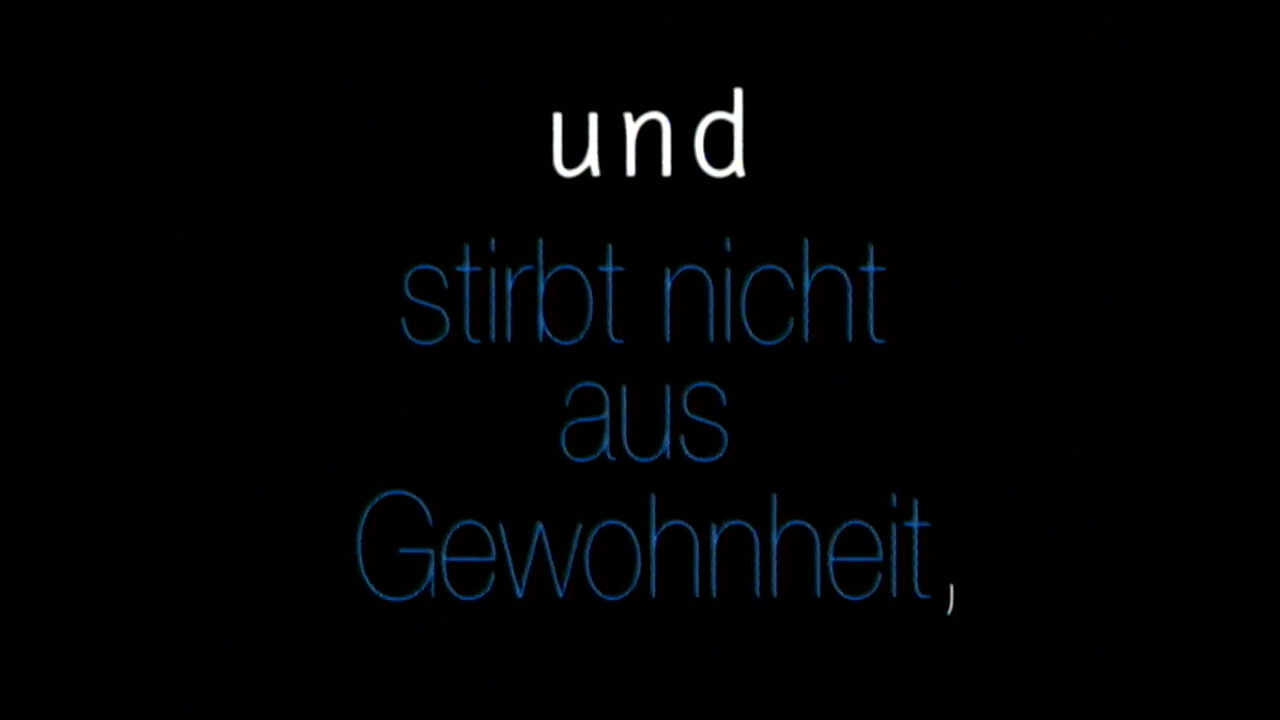 und
stirbt nicht
aus
Gewohnheit,